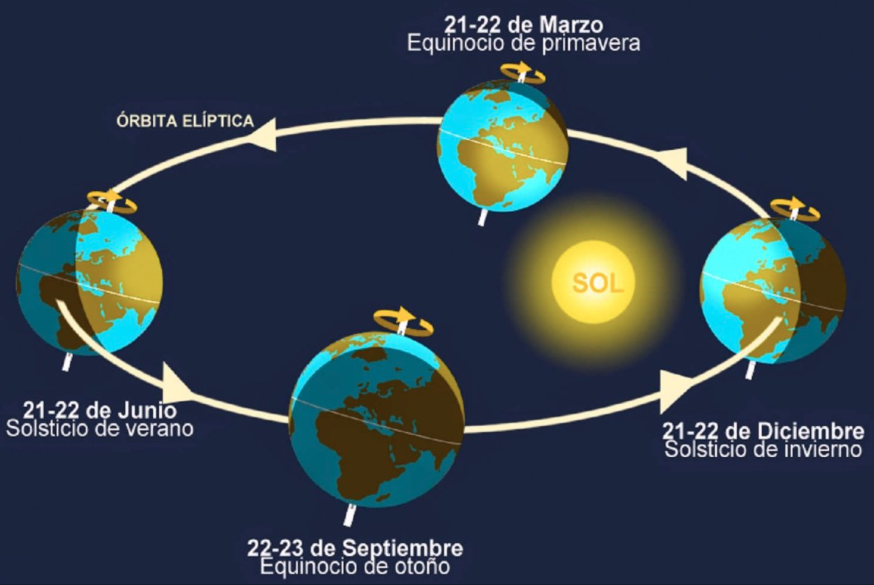 21-22 de Marzo
Equinocio de primavera
ÓRBITA ELÍPTICA
SOL
21-22 de Junio
Solsticio de verano
21-22 de Diciembre
Solsticio de invierno
22-23 de Septiembre
Equinocio de otoño